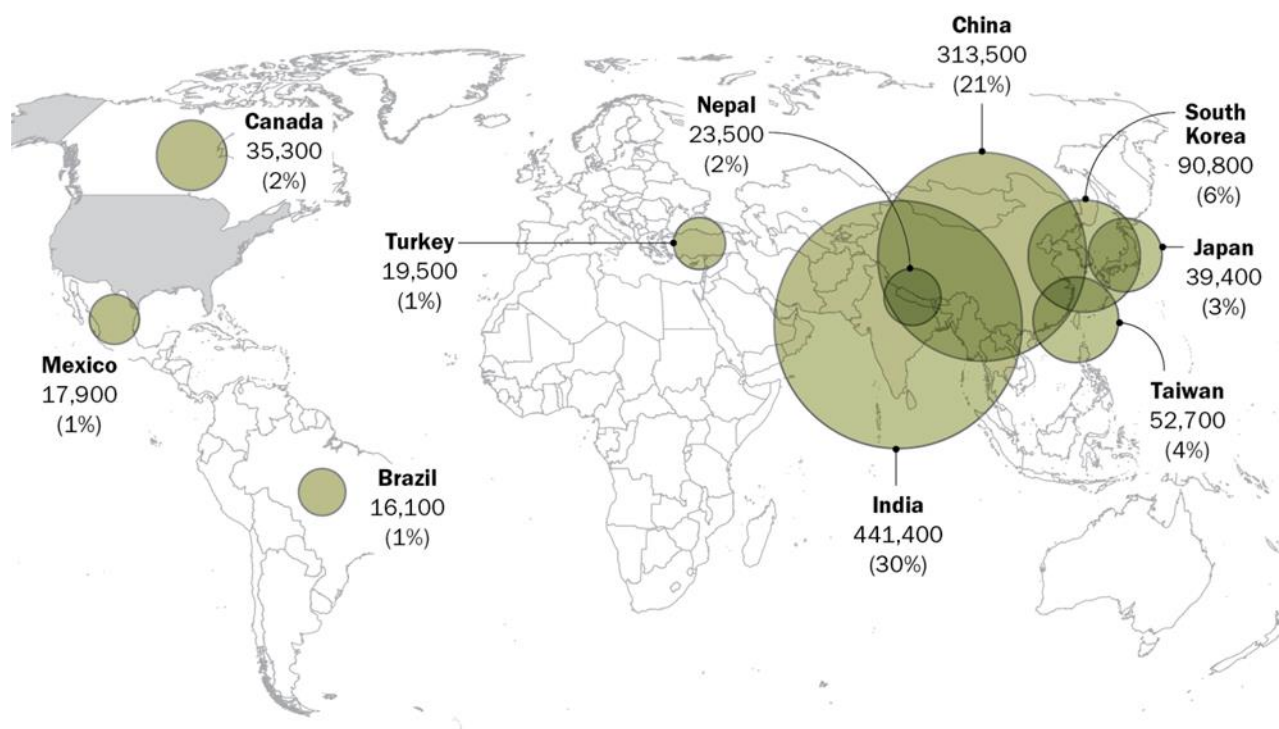 China
313,500
(21%)
Nepal
23,500
(2%)
South
Korea
90,800
(6%)
Canada
35,300
(2%)
Turkey
19,500
(1%)
Japan
39,400
(3%)
Mexico
17,900
(1%)
Taiwan
52,700
(4%)
Brazil
16,100
(1%)
India
441,400
(30%)